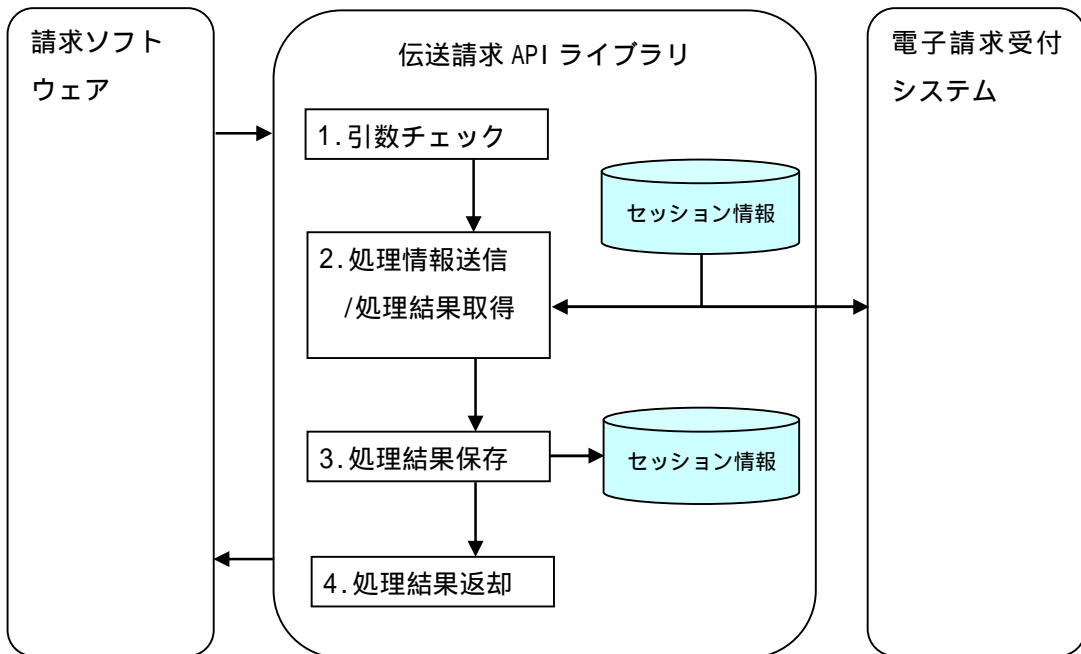 請求ソフト
ウェア
伝送請求 API ライブラリ
電子請求受付
システム
1.引数チェック
セッション情報
2.処理情報送信
/処理結果取得
3.処理結果保存
セッション情報
4.処理結果返却